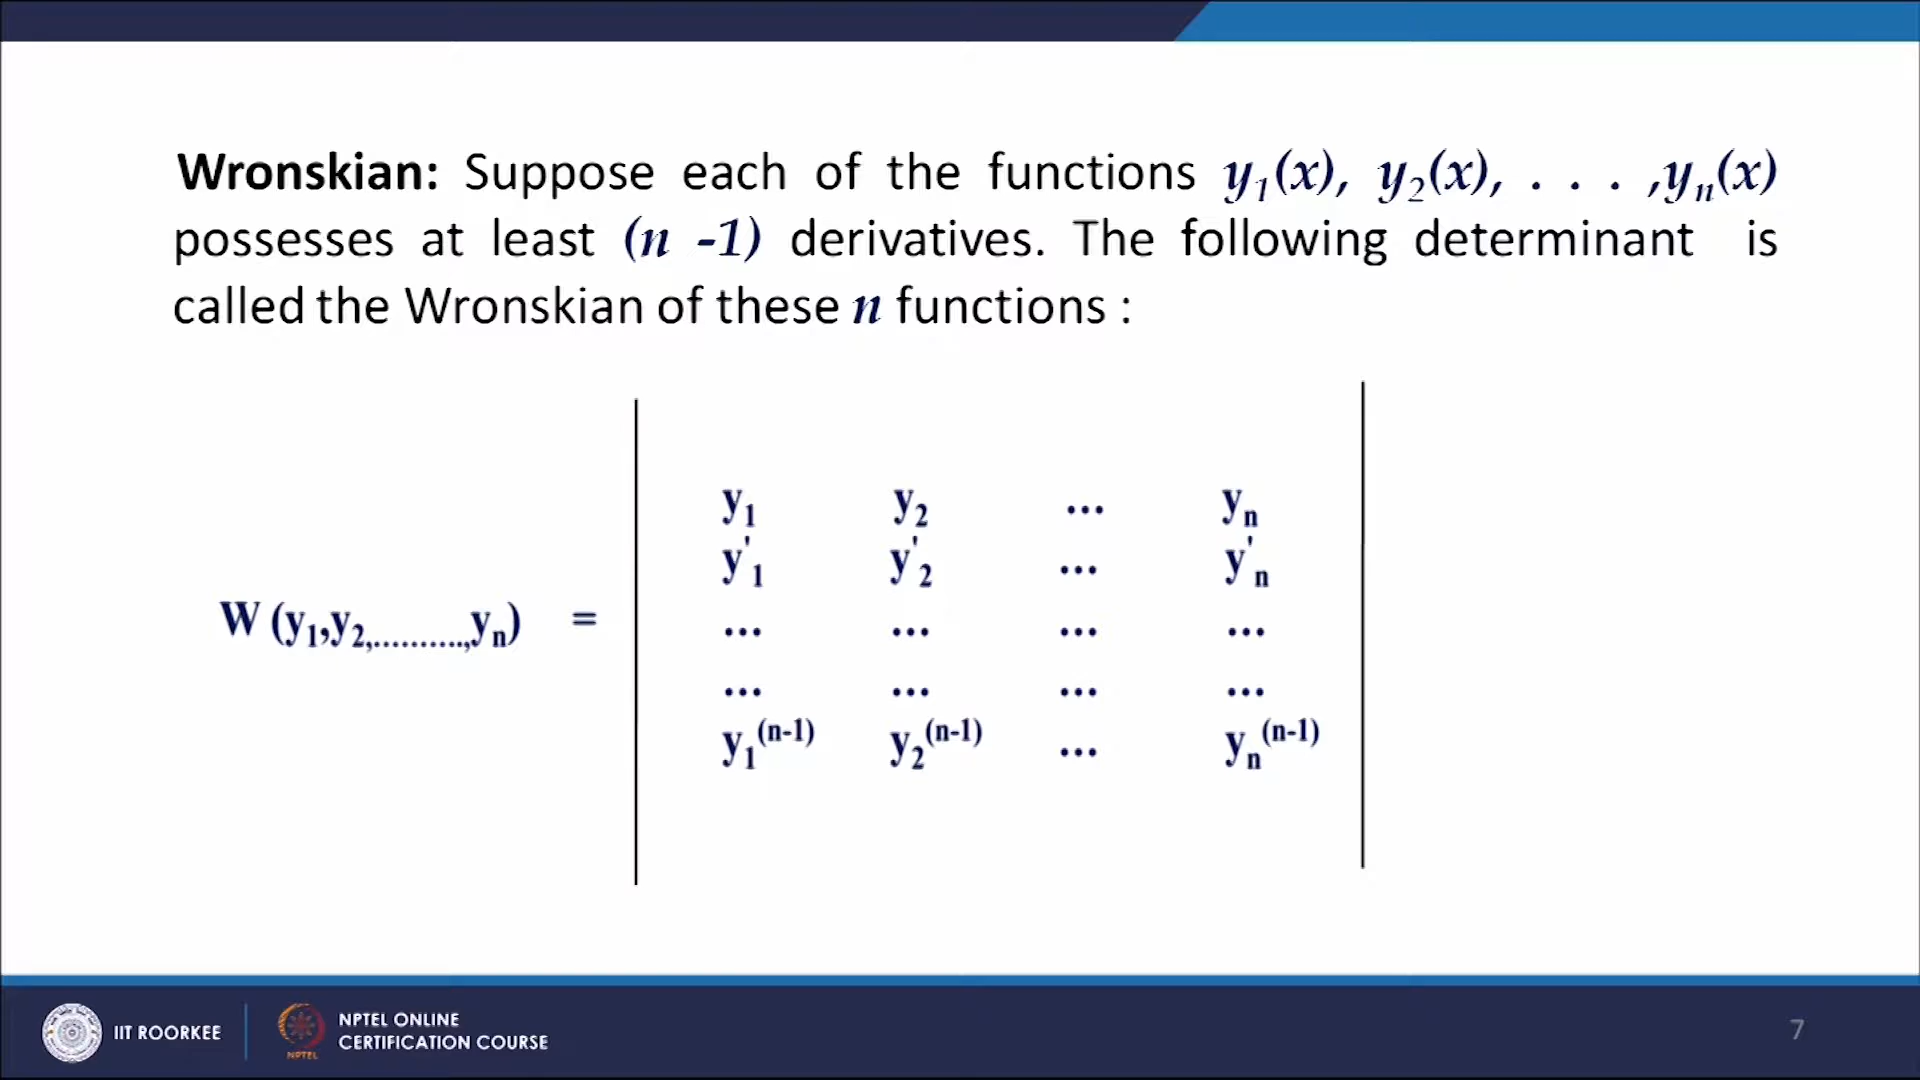 Wronskian: Suppose each of the functions y₁(x), y₂(x), . . . ,yₙ(x)
possesses at least (n -1) derivatives. The following determinant is
called the Wronskian of these n functions :
y₁ y₂ ... yₙ
y'₁ y'₂ ... y'ₙ
W (y₁,y₂,..........,yₙ) =
... ... ... ...
... ... ... ...
y₁⁽ⁿ⁻¹⁾ y₂⁽ⁿ⁻¹⁾ ... yₙ⁽ⁿ⁻¹⁾
IIT ROORKEE
NPTEL
NPTEL ONLINE
CERTIFICATION COURSE
7